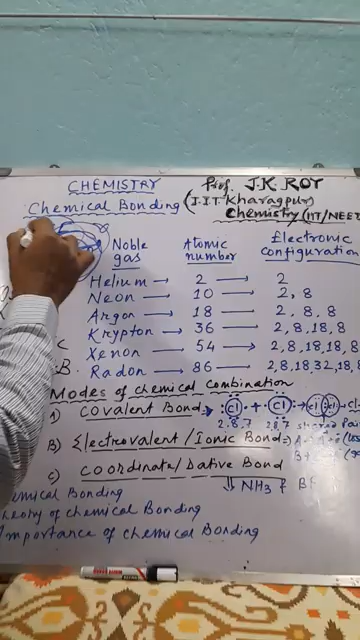 CHEMISTRY
Prof. J.K. ROY
Chemical Bonding
(I.I.T. Kharagpur)
Chemistry (IIT/NEET
Noble gas
Atomic number
Electronic configuration
Helium → 2 → 2
Neon → 10 → 2, 8
Argon → 18 → 2, 8, 8
Krypton → 36 → 2, 8, 18, 8
Xenon → 54 → 2, 8, 18, 18, 8
Radon → 86 → 2, 8, 18, 32, 18, 8
Modes of chemical Combination
A) Covalent Bond → Cl + Cl → Cl Cl → Cl-
2, 8, 7 2, 8, 7 shared Pair
B) Electrovalent / Ionic Bond
C) coordinate / Dative Bond
⇓ NH3
emical Bonding
heory of chemical Bonding
Importance of chemical Bonding